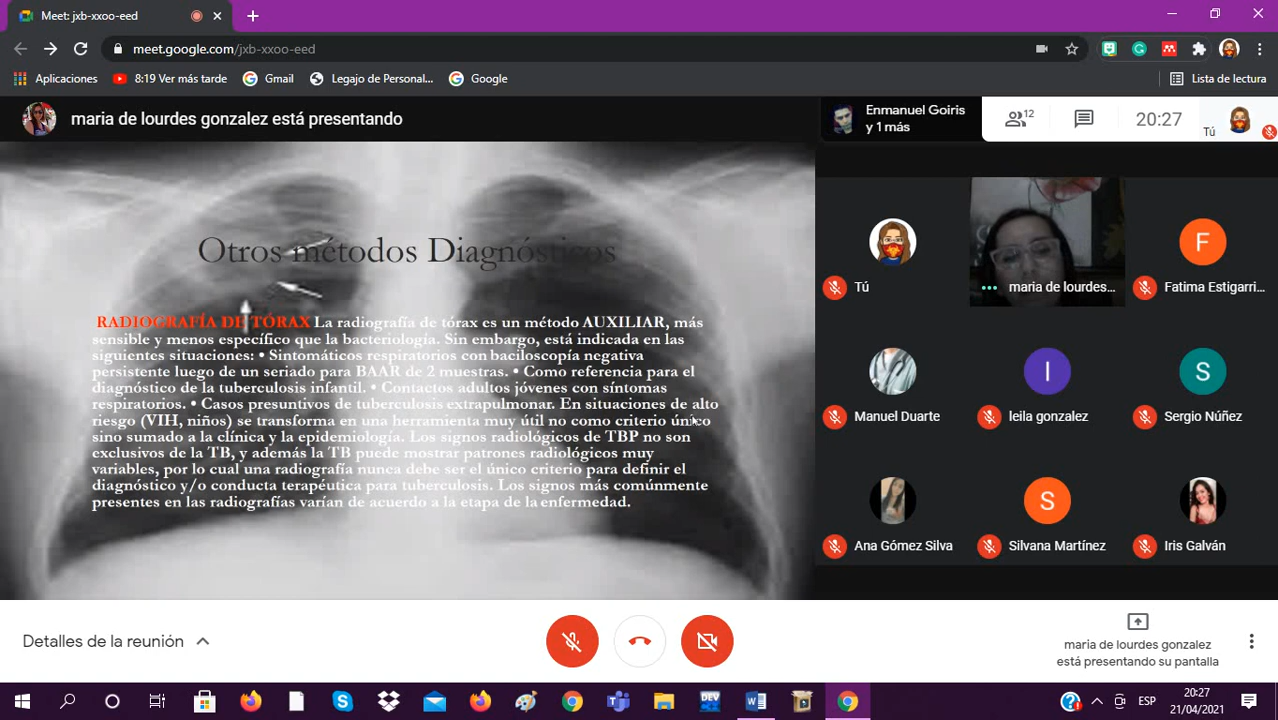 Meet: jxb-xxoo-eed
meet.google.com/jxb-xxoo-eed
Aplicaciones
8:19 Ver más tarde
Gmail
Legajo de Personal...
Google
Lista de lectura
maria de lourdes gonzalez está presentando
Enmanuel Goiris
y 1 más
12
20:27
Tú
Otros métodos Diagnósticos
RADIOGRAFÍA DE TÓRAX La radiografía de tórax es un método AUXILIAR, más
sensible y menos específico que la bacteriología. Sin embargo, está indicada en las
siguientes situaciones: • Sintomáticos respiratorios con baciloscopía negativa
persistente luego de un seriado para BAAR de 2 muestras. • Como referencia para el
diagnóstico de la tuberculosis infantil. • Contactos adultos jóvenes con síntomas
respiratorios. • Casos presuntivos de tuberculosis extrapulmonar. En situaciones de alto
riesgo (VIH, niños) se transforma en una herramienta muy útil no como criterio único
sino sumado a la clínica y la epidemiología. Los signos radiológicos de TBP no son
exclusivos de la TB, y además la TB puede mostrar patrones radiológicos muy
variables, por lo cual una radiografía nunca debe ser el único criterio para definir el
diagnóstico y/o conducta terapéutica para tuberculosis. Los signos más comúnmente
presentes en las radiografías varían de acuerdo a la etapa de la enfermedad.
Tú
maria de lourdes...
F
Fatima Estigarri...
Manuel Duarte
I
leila gonzalez
S
Sergio Núñez
Ana Gómez Silva
S
Silvana Martínez
Iris Galván
Detalles de la reunión
maria de lourdes gonzalez
está presentando su pantalla
DEV
ESP
20:27
21/04/2021